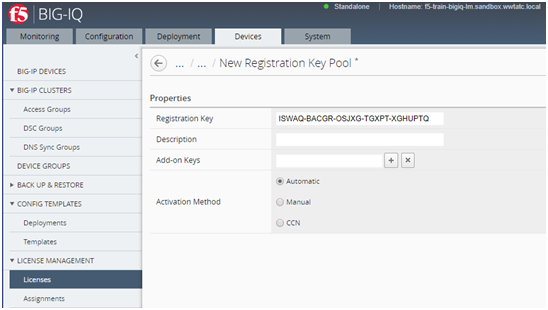 f5 BIG-IQ
Standalone Hostname: f5-train-bigiq-lm.sandbox.wwtatc.local
Monitoring Configuration Deployment Devices System
BIG-IP DEVICES
BIG-IP CLUSTERS
Access Groups
DSC Groups
DNS Sync Groups
DEVICE GROUPS
BACK UP & RESTORE
CONFIG TEMPLATES
Deployments
Templates
LICENSE MANAGEMENT
Licenses
Assignments
... / ... / New Registration Key Pool *
Properties
Registration Key ISWAQ-BACGR-OSJXG-TGXPT-XGHUPTQ
Description
Add-on Keys
Activation Method
Automatic
Manual
CCN